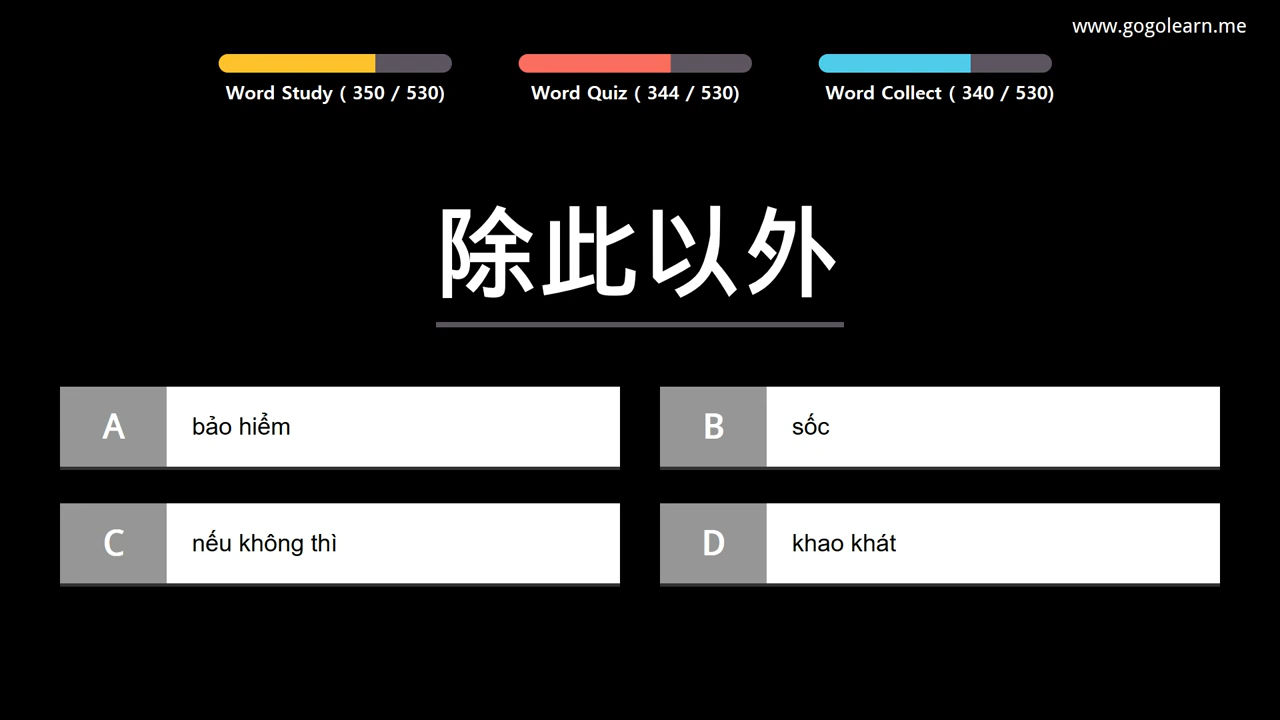 www.gogolearn.me
Word Study ( 350 / 530)
Word Quiz ( 344 / 530)
Word Collect ( 340 / 530)
除此以外
A bảo hiểm
B sốc
C nếu không thì
D khao khát